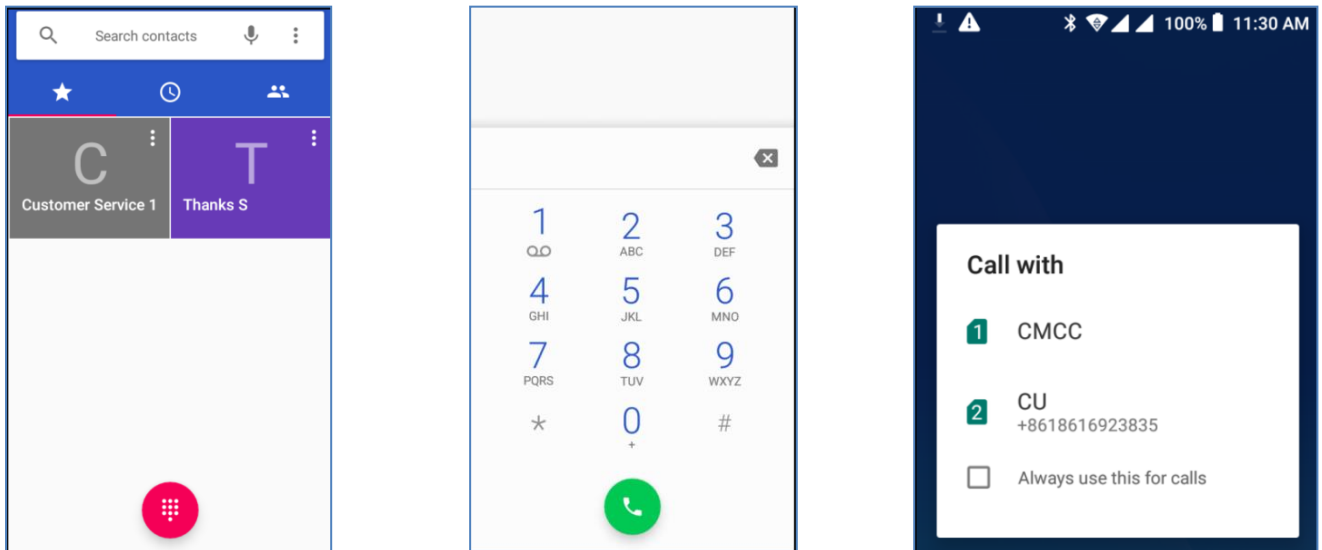 Search contacts
C
T
Customer Service 1
Thanks S
1 2 3
ABC DEF
4 5 6
GHI JKL MNO
7 8 9
PQRS TUV WXYZ
* 0 #
+
100% 11:30 AM
Call with
1 CMCC
2 CU
+8618616923835
Always use this for calls